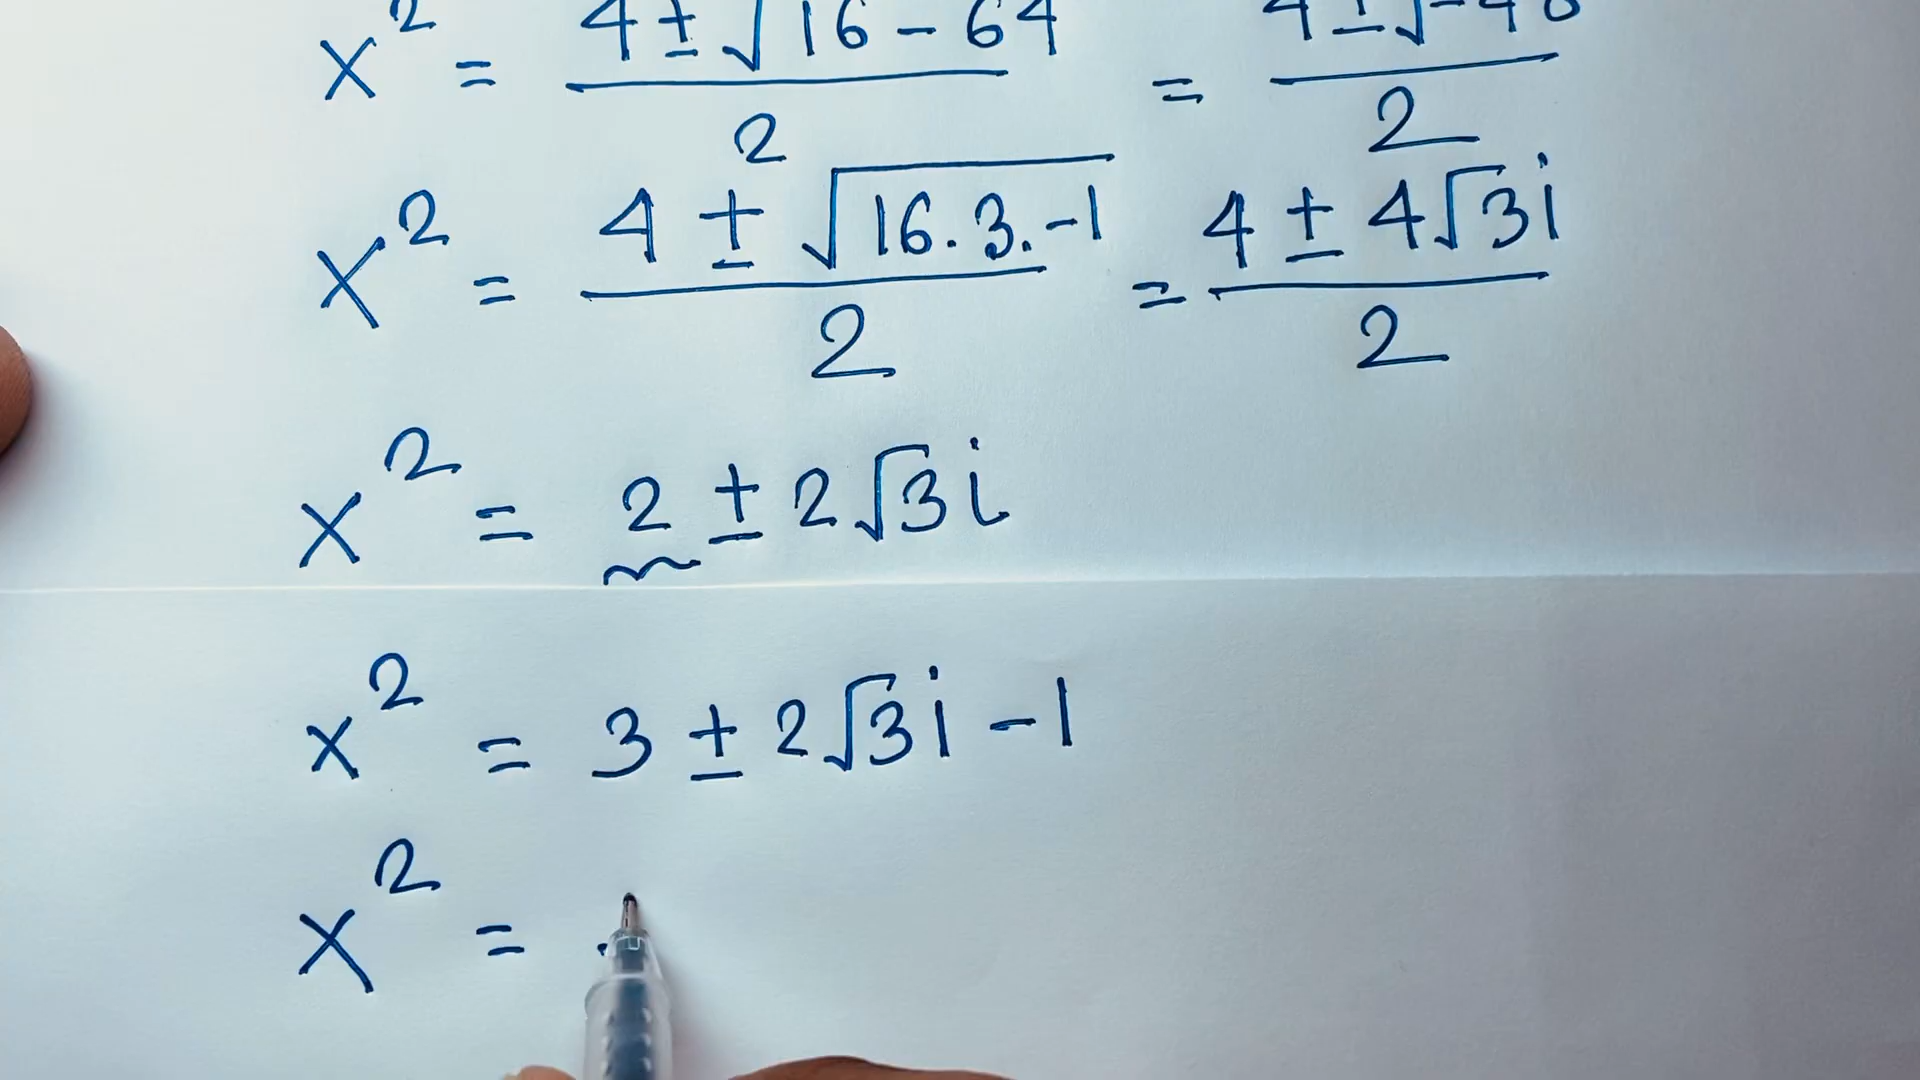 x² = 4 ± √16 - 64 / 2 = 4 ± √-48 / 2
x² = 4 ± √16.3.-1 / 2 = 4 ± 4√3i / 2
x² = 2 ± 2√3i
x² = 3 ± 2√3i - 1
x² =